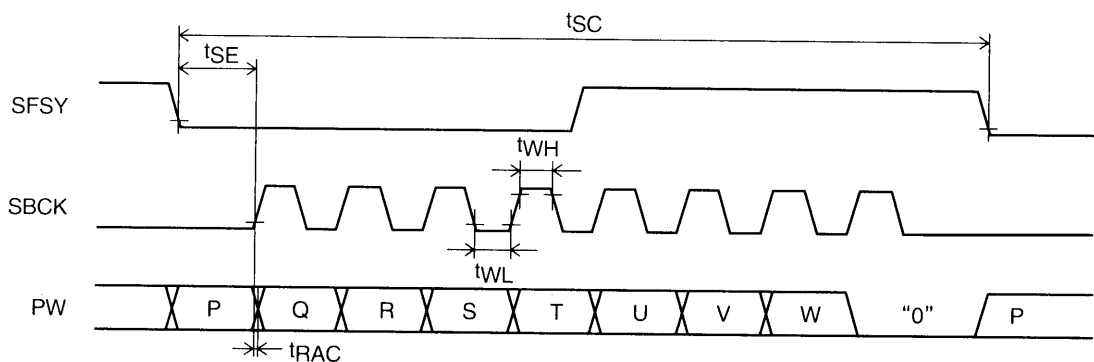 tSC
tSE
SFSY
tWH
SBCK
tWL
PW P Q R S T U V W “0” P
tRAC